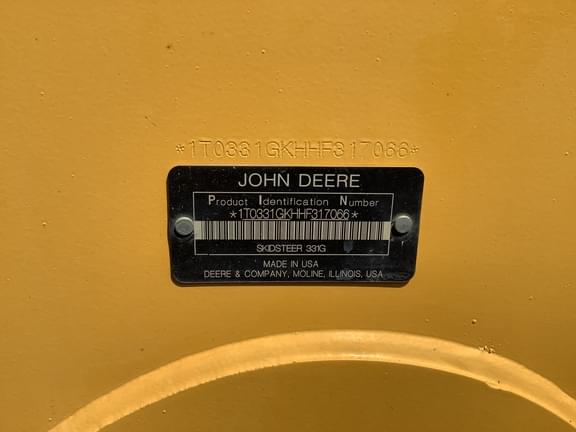 *1T0331GKHHF317066*
JOHN DEERE
Product Identification Number
*1T0331GKHHF317066*
SKIDSTEER 331G
MADE IN USA
DEERE & COMPANY, MOLINE, ILLINOIS, USA